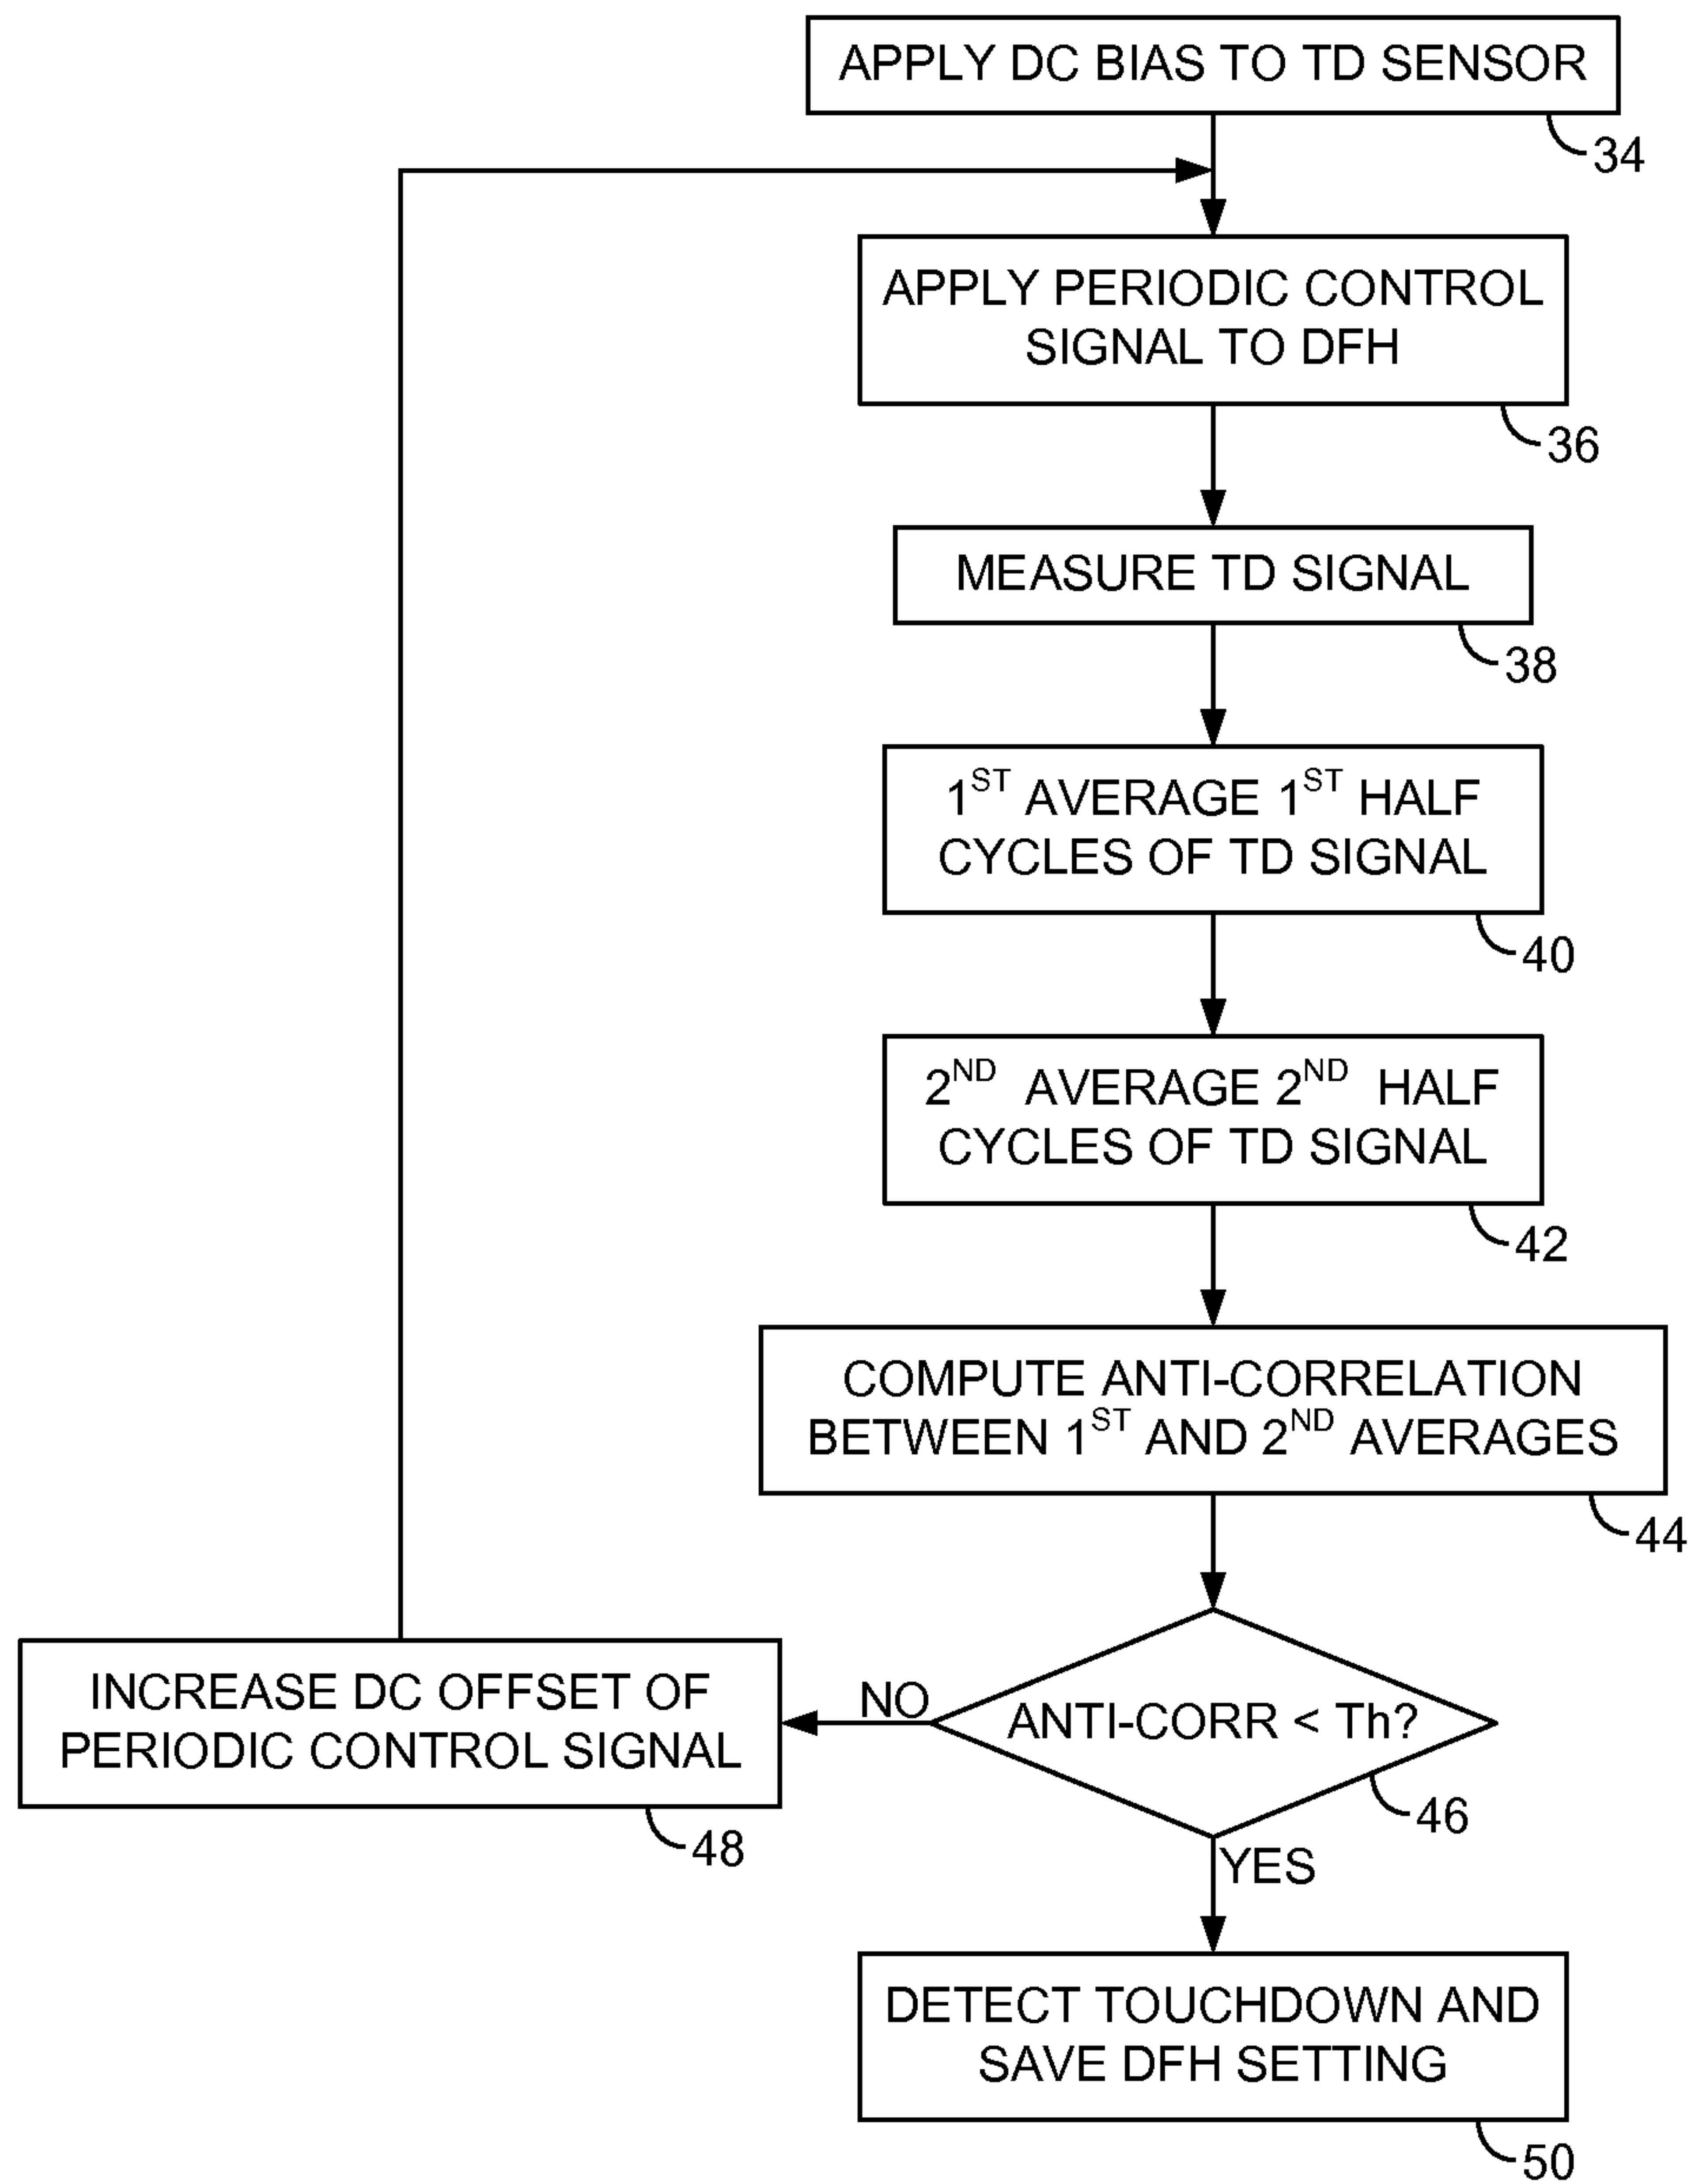 APPLY DC BIAS TO TD SENSOR
34
APPLY PERIODIC CONTROL
SIGNAL TO DFH
36
MEASURE TD SIGNAL
38
1ST AVERAGE 1ST HALF
CYCLES OF TD SIGNAL
40
2ND AVERAGE 2ND HALF
CYCLES OF TD SIGNAL
42
COMPUTE ANTI-CORRELATION
BETWEEN 1ST AND 2ND AVERAGES
44
ANTI-CORR < Th?
46
NO
INCREASE DC OFFSET OF
PERIODIC CONTROL SIGNAL
48
YES
DETECT TOUCHDOWN AND
SAVE DFH SETTING
50